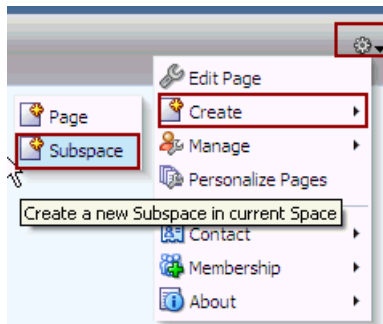 Edit Page
Create
Page
Subspace
Manage
Personalize Pages
Create a new Subspace in current Space
Contact
Membership
About